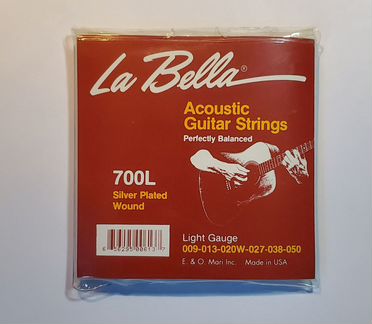 La Bella®
Acoustic
Guitar Strings
Perfectly Balanced
700L
Silver Plated
Wound
Light Gauge
009-013-020W-027-038-050
E. & O. Mari Inc. Made in USA